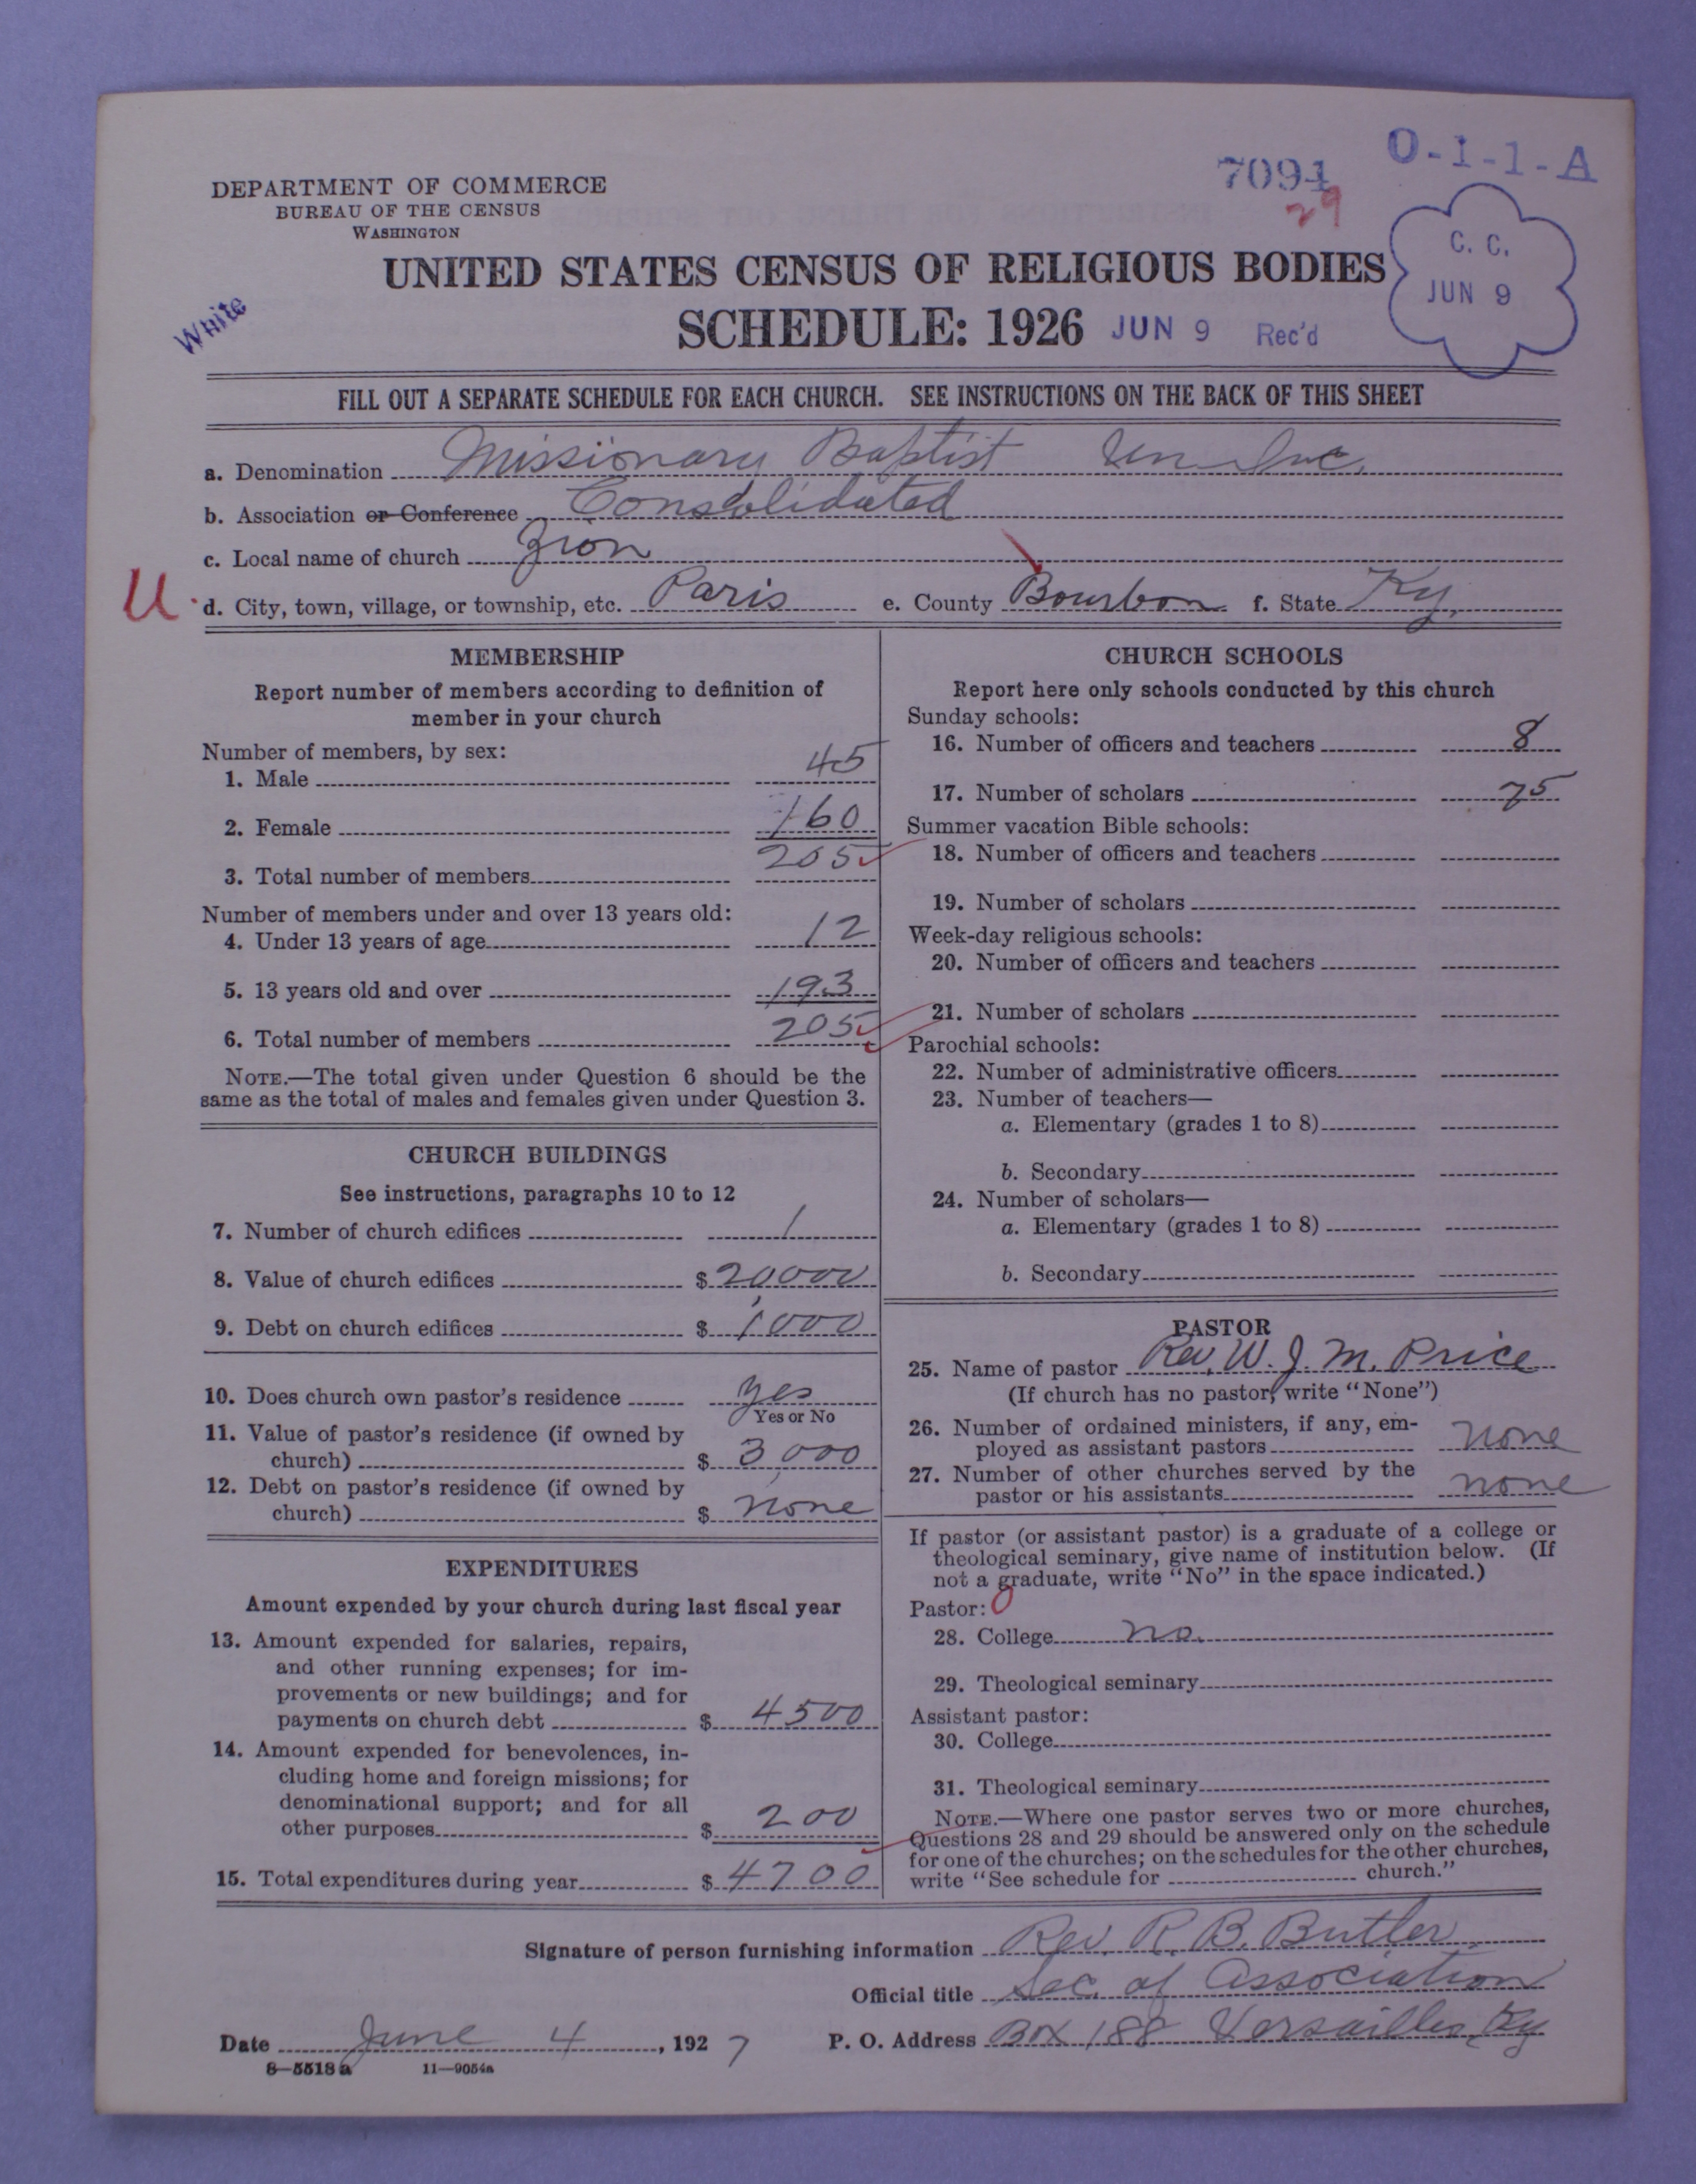 7091
29
O-1-1-A
DEPARTMENT OF COMMERCE
BUREAU OF THE CENSUS
WASHINGTON
C. C.
JUN 9
UNITED STATES CENSUS OF RELIGIOUS BODIES
White
SCHEDULE: 1926 JUN 9 Rec'd
FILL OUT A SEPARATE SCHEDULE FOR EACH CHURCH. SEE INSTRUCTIONS ON THE BACK OF THIS SHEET
a. Denomination Missionary Baptist
b. Association or Conference Consolidated
c. Local name of church Zion
U d. City, town, village, or township, etc. Paris e. County Bourbon f. State Ky.
MEMBERSHIP
Report number of members according to definition of
member in your church
Number of members, by sex:
1. Male 45
2. Female 160
3. Total number of members 205
Number of members under and over 13 years old:
4. Under 13 years of age 12
5. 13 years old and over 193
6. Total number of members 205
NOTE.—The total given under Question 6 should be the
same as the total of males and females given under Question 3.
CHURCH BUILDINGS
See instructions, paragraphs 10 to 12
7. Number of church edifices 1
8. Value of church edifices $ 20,000
9. Debt on church edifices $ 1000
10. Does church own pastor's residence yes
Yes or No
11. Value of pastor's residence (if owned by
church) $ 3,000
12. Debt on pastor's residence (if owned by
church) $ none
EXPENDITURES
Amount expended by your church during last fiscal year
13. Amount expended for salaries, repairs,
and other running expenses; for im-
provements or new buildings; and for
payments on church debt $ 4500
14. Amount expended for benevolences, in-
cluding home and foreign missions; for
denominational support; and for all
other purposes $ 200
15. Total expenditures during year $ 4700
CHURCH SCHOOLS
Report here only schools conducted by this church
Sunday schools:
16. Number of officers and teachers 8
17. Number of scholars 75
Summer vacation Bible schools:
18. Number of officers and teachers
19. Number of scholars
Week-day religious schools:
20. Number of officers and teachers
21. Number of scholars
Parochial schools:
22. Number of administrative officers
23. Number of teachers—
a. Elementary (grades 1 to 8)
b. Secondary
24. Number of scholars—
a. Elementary (grades 1 to 8)
b. Secondary
PASTOR
25. Name of pastor Rev. W. J. M. Price
(If church has no pastor, write "None")
26. Number of ordained ministers, if any, em-
ployed as assistant pastors none
27. Number of other churches served by the
pastor or his assistants none
If pastor (or assistant pastor) is a graduate of a college or
theological seminary, give name of institution below. (If
not a graduate, write "No" in the space indicated.)
Pastor: 0
28. College no.
29. Theological seminary
Assistant pastor:
30. College
31. Theological seminary
NOTE.—Where one pastor serves two or more churches,
Questions 28 and 29 should be answered only on the schedule
for one of the churches; on the schedules for the other churches,
write "See schedule for church."
Signature of person furnishing information Rev. R. B. Butler
Official title Sec. of Association
Date June 4, 1927 P. O. Address Box 188 Versailles, Ky
8-5518 a 11—9054a